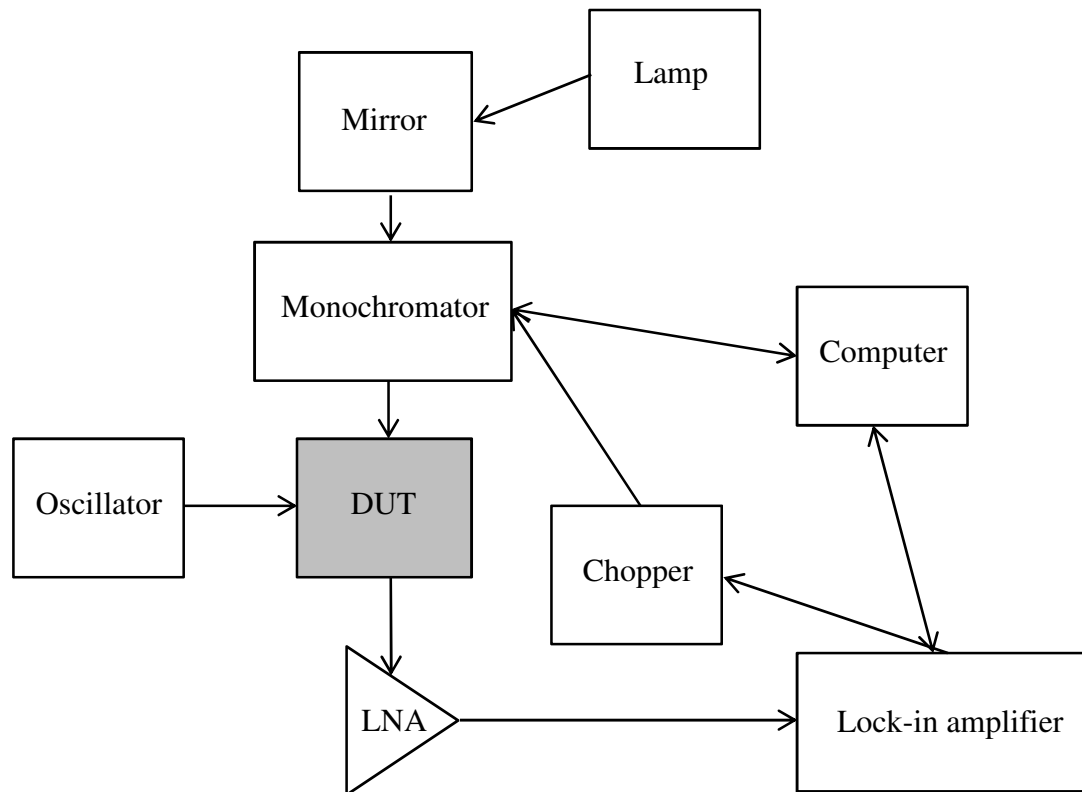 Lamp
Mirror
Monochromator
Computer
Oscillator
DUT
Chopper
LNA
Lock-in amplifier